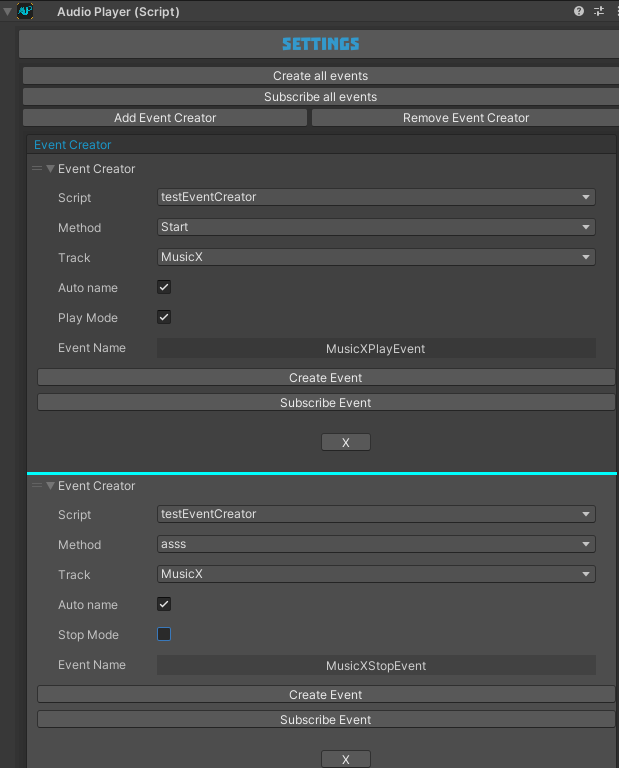 Audio Player (Script)
SETTINGS
Create all events
Subscribe all events
Add Event Creator Remove Event Creator
Event Creator
Event Creator
Script testEventCreator
Method Start
Track MusicX
Auto name
Play Mode
Event Name MusicXPlayEvent
Create Event
Subscribe Event
X
Event Creator
Script testEventCreator
Method asss
Track MusicX
Auto name
Stop Mode
Event Name MusicXStopEvent
Create Event
Subscribe Event
X